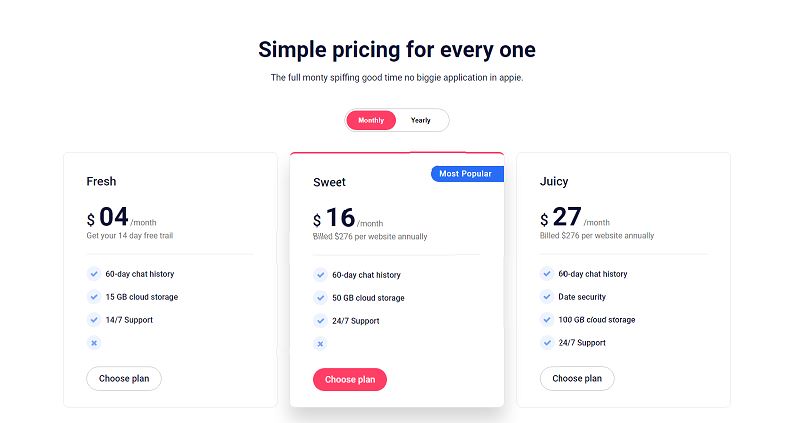 Simple pricing for every one
The full monty spiffing good time no biggie application in appie.
Monthly
Yearly
Fresh
$ 04 /month
Get your 14 day free trail
60-day chat history
15 GB cloud storage
14/7 Support
Choose plan
Most Popular
Sweet
$ 16 /month
Billed $276 per website annually
60-day chat history
50 GB cloud storage
24/7 Support
Choose plan
Juicy
$ 27 /month
Billed $276 per website annually
60-day chat history
Date security
100 GB cloud storage
24/7 Support
Choose plan